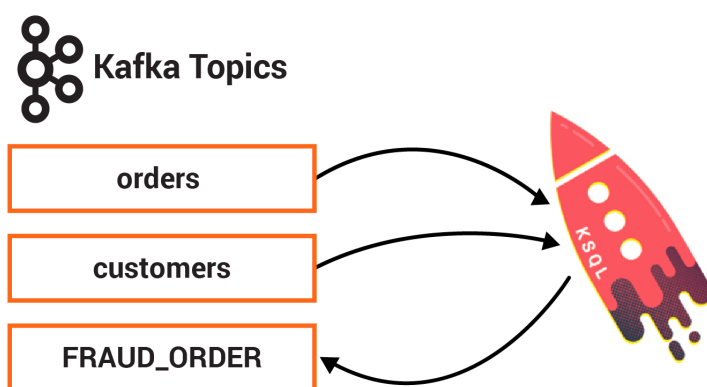 Kafka Topics
orders
customers
KSQL
FRAUD_ORDER